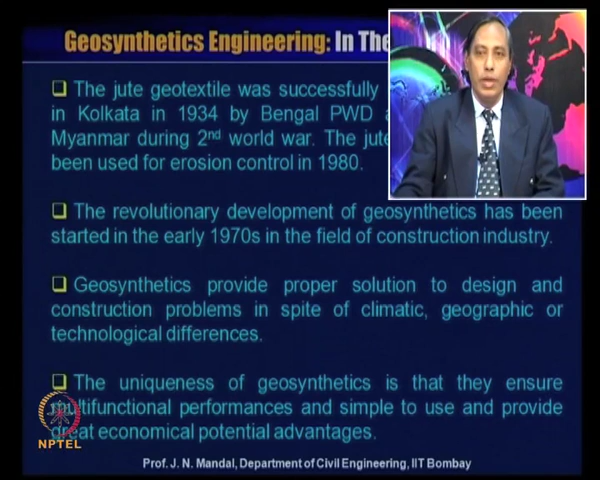 Geosynthetics Engineering: In The
❑ The jute geotextile was successfully
in Kolkata in 1934 by Bengal PWD
Myanmar during 2nd world war. The jute
been used for erosion control in 1980.
❑ The revolutionary development of geosynthetics has been
started in the early 1970s in the field of construction industry.
❑ Geosynthetics provide proper solution to design and
construction problems in spite of climatic, geographic or
technological differences.
❑ The uniqueness of geosynthetics is that they ensure
multifunctional performances and simple to use and provide
great economical potential advantages.
NPTEL
Prof. J. N. Mandal, Department of Civil Engineering, IIT Bombay